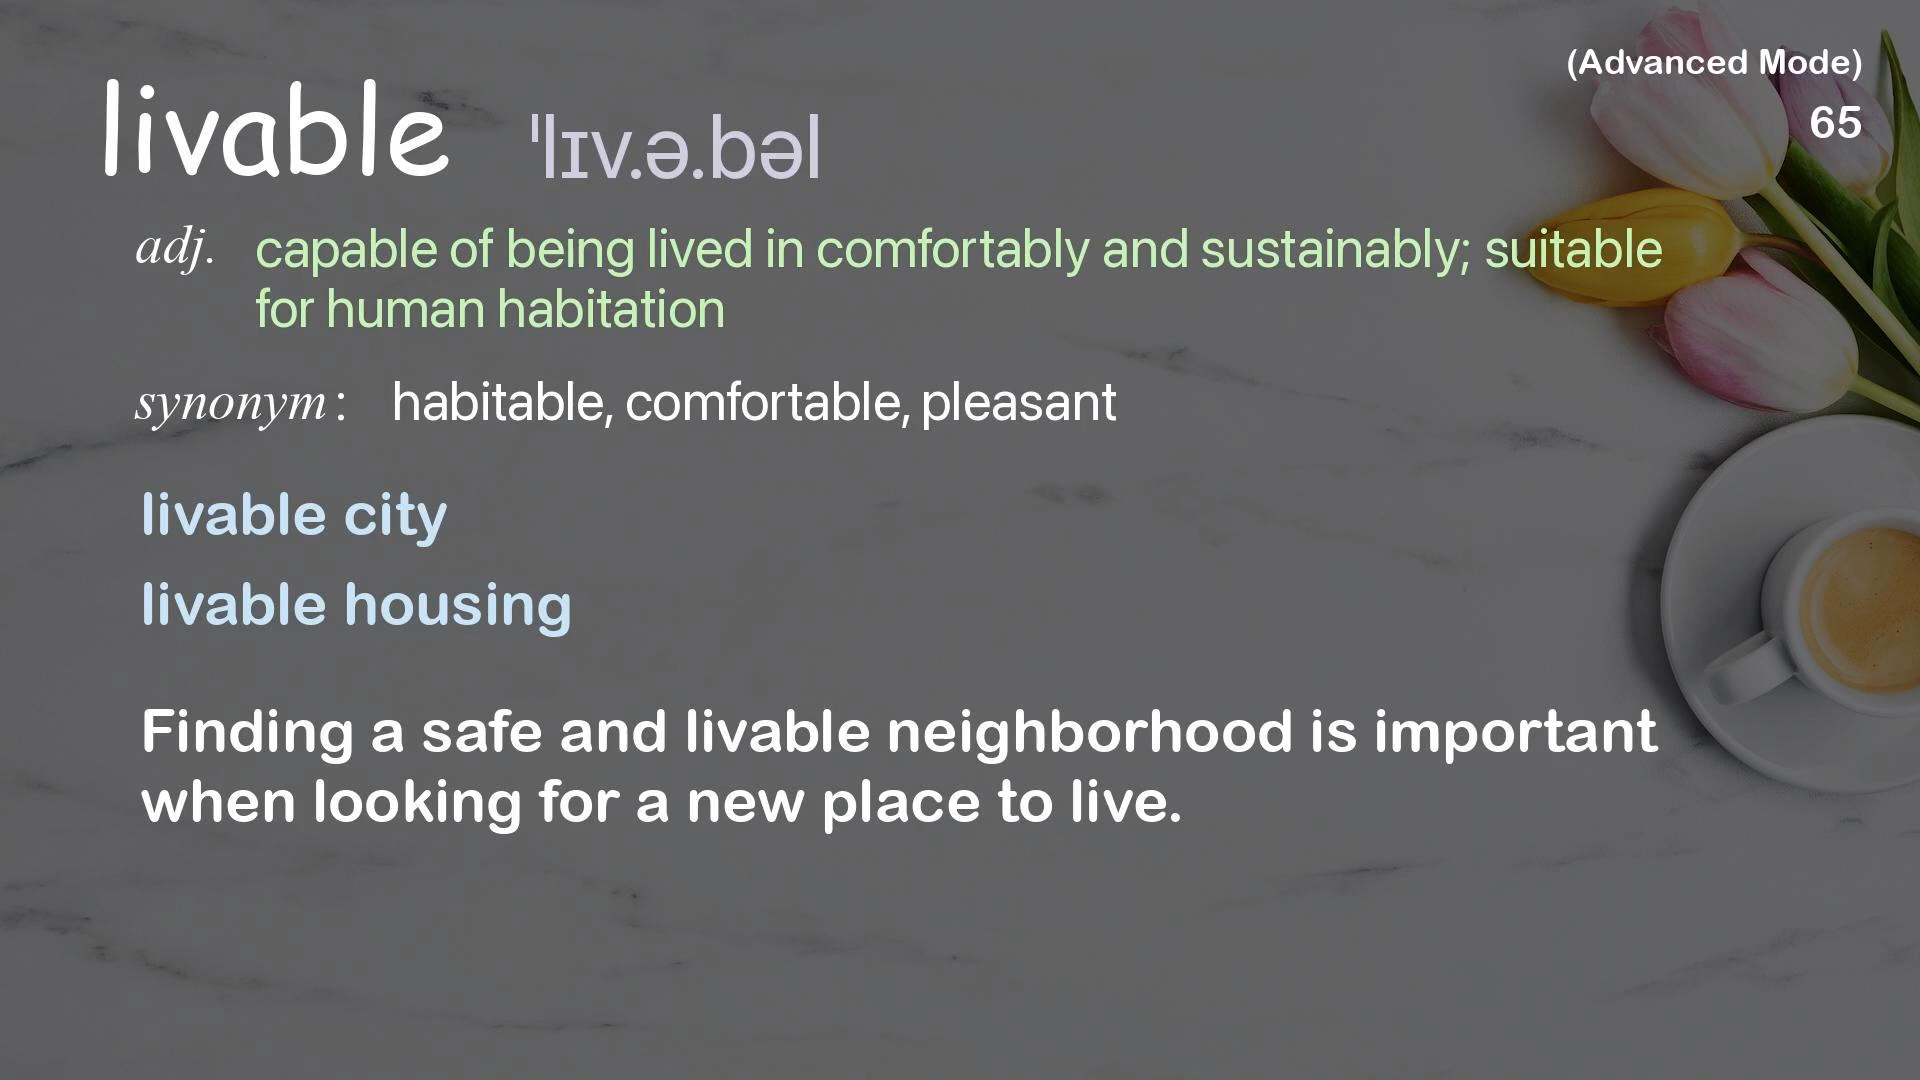 (Advanced Mode)
65
livable ˈlɪv.ə.bəl
adj. capable of being lived in comfortably and sustainably; suitable
for human habitation
synonym: habitable, comfortable, pleasant
livable city
livable housing
Finding a safe and livable neighborhood is important
when looking for a new place to live.